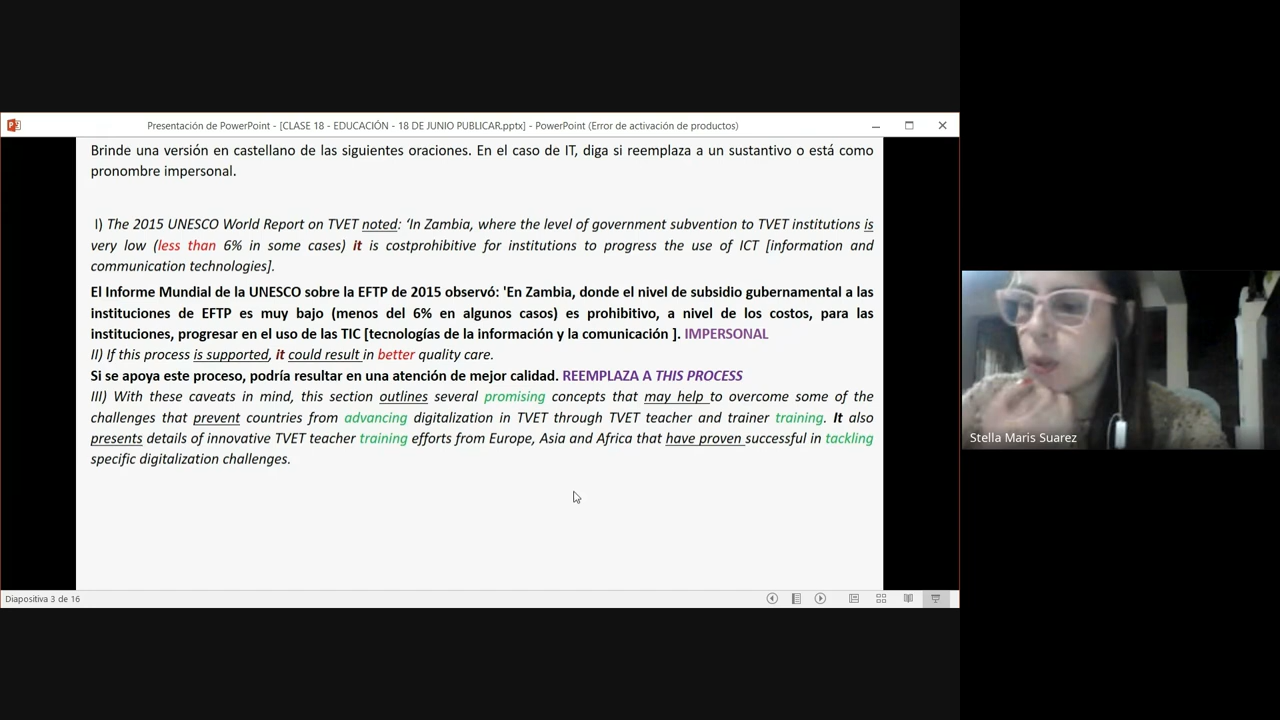 Presentación de PowerPoint - [CLASE 18 - EDUCACIÓN - 18 DE JUNIO PUBLICAR.pptx] - PowerPoint (Error de activación de productos)
Brinde una versión en castellano de las siguientes oraciones. En el caso de IT, diga si reemplaza a un sustantivo o está como
pronombre impersonal.
I) The 2015 UNESCO World Report on TVET noted: ‘In Zambia, where the level of government subvention to TVET institutions is
very low (less than 6% in some cases) it is costprohibitive for institutions to progress the use of ICT [information and
communication technologies].
El Informe Mundial de la UNESCO sobre la EFTP de 2015 observó: 'En Zambia, donde el nivel de subsidio gubernamental a las
instituciones de EFTP es muy bajo (menos del 6% en algunos casos) es prohibitivo, a nivel de los costos, para las
instituciones, progresar en el uso de las TIC [tecnologías de la información y la comunicación ]. IMPERSONAL
II) If this process is supported, it could result in better quality care.
Si se apoya este proceso, podría resultar en una atención de mejor calidad. REEMPLAZA A THIS PROCESS
III) With these caveats in mind, this section outlines several promising concepts that may help to overcome some of the
challenges that prevent countries from advancing digitalization in TVET through TVET teacher and trainer training. It also
presents details of innovative TVET teacher training efforts from Europe, Asia and Africa that have proven successful in tackling
specific digitalization challenges.
Stella Maris Suarez
Diapositiva 3 de 16